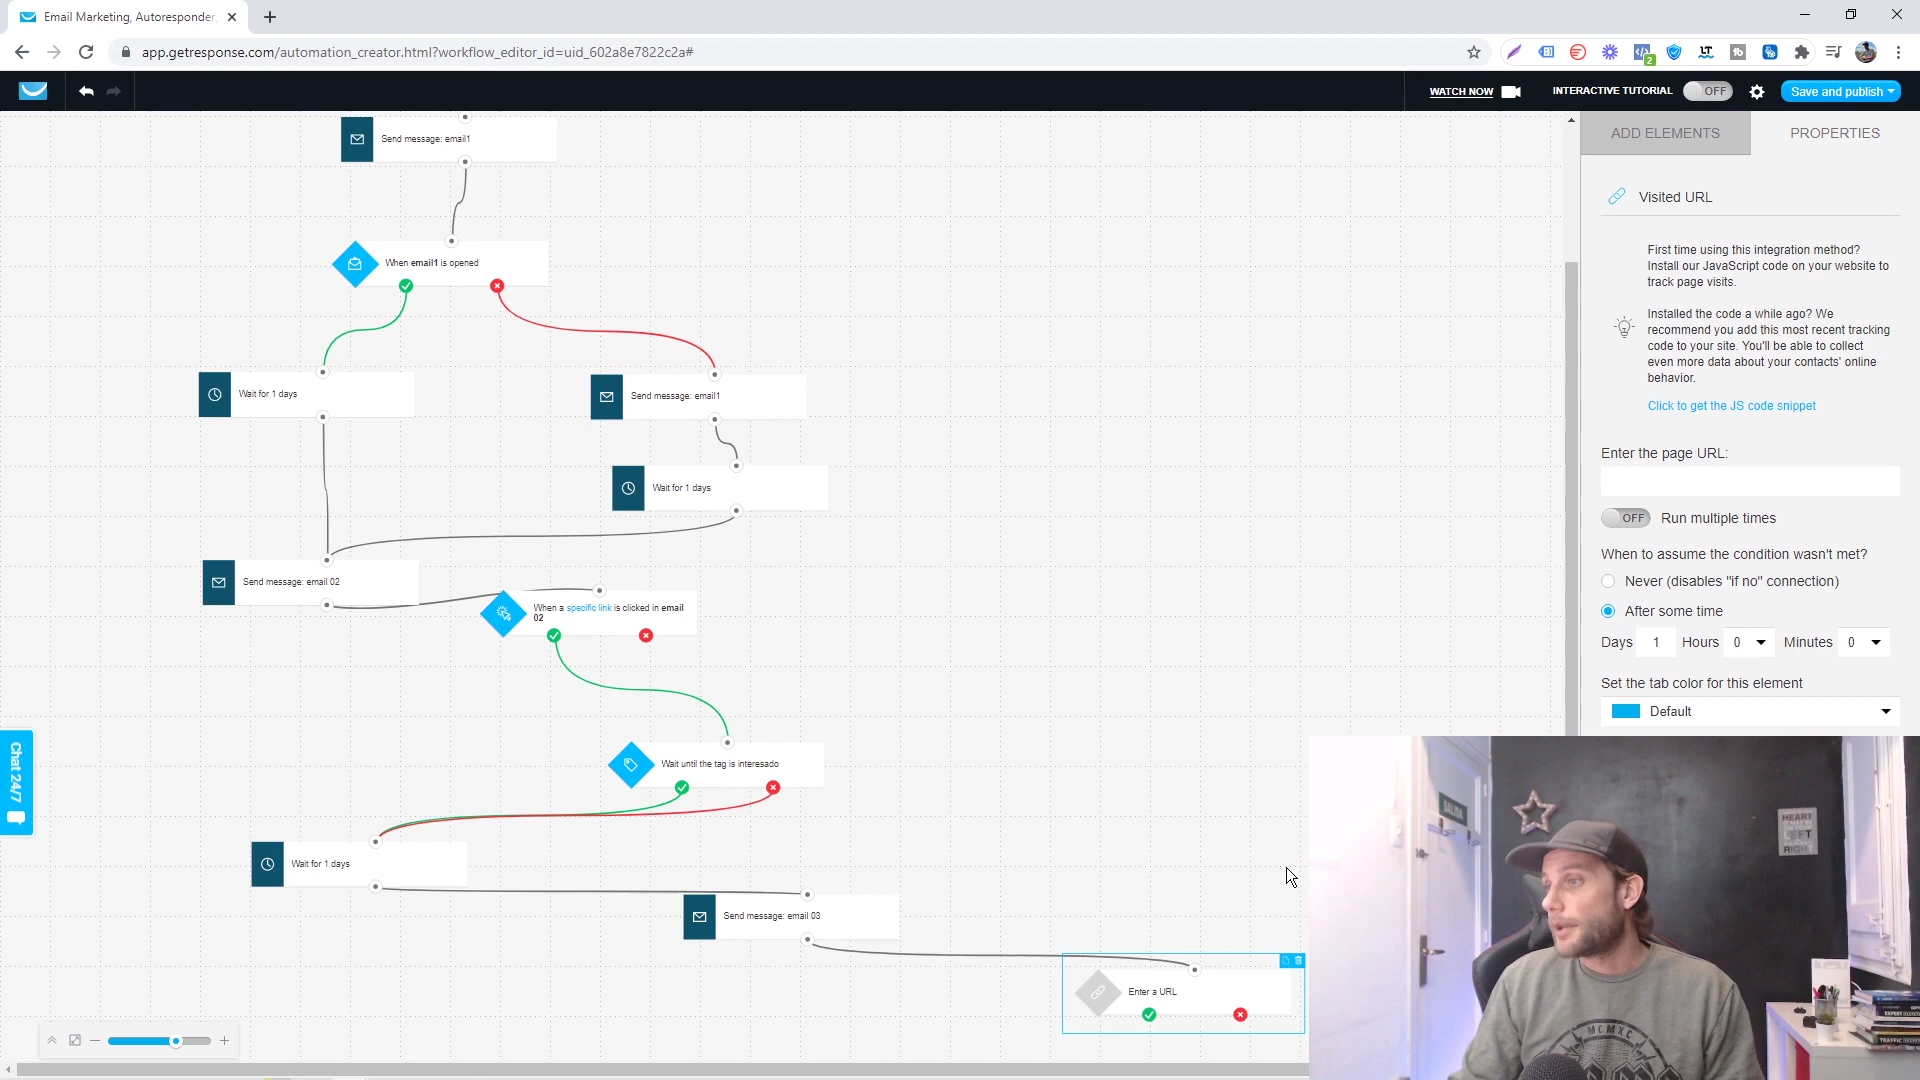 Email Marketing, Autoresponder
app.getresponse.com/automation_creator.html?workflow_editor_id=uid_602a8e7822c2a#
2
WATCH NOW
INTERACTIVE TUTORIAL
OFF
Save and publish
ADD ELEMENTS
PROPERTIES
Send message: email1
When email1 is opened
Wait for 1 days
Send message: email1
Wait for 1 days
Send message: email 02
When a specific link is clicked in email
02
Wait until the tag is interesado
Wait for 1 days
Send message: email 03
Enter a URL
Chat 24/7
Visited URL
First time using this integration method?
Install our JavaScript code on your website to
track page visits.
Installed the code a while ago? We
recommend you add this most recent tracking
code to your site. You'll be able to collect
even more data about your contacts' online
behavior.
Click to get the JS code snippet
Enter the page URL:
OFF Run multiple times
When to assume the condition wasn't met?
Never (disables "if no" connection)
After some time
Days 1 Hours 0 Minutes 0
Set the tab color for this element
Default
SALIDA
HEART
LEFT
RIGHT
MCMXC
EXPERT
TRAFFIC